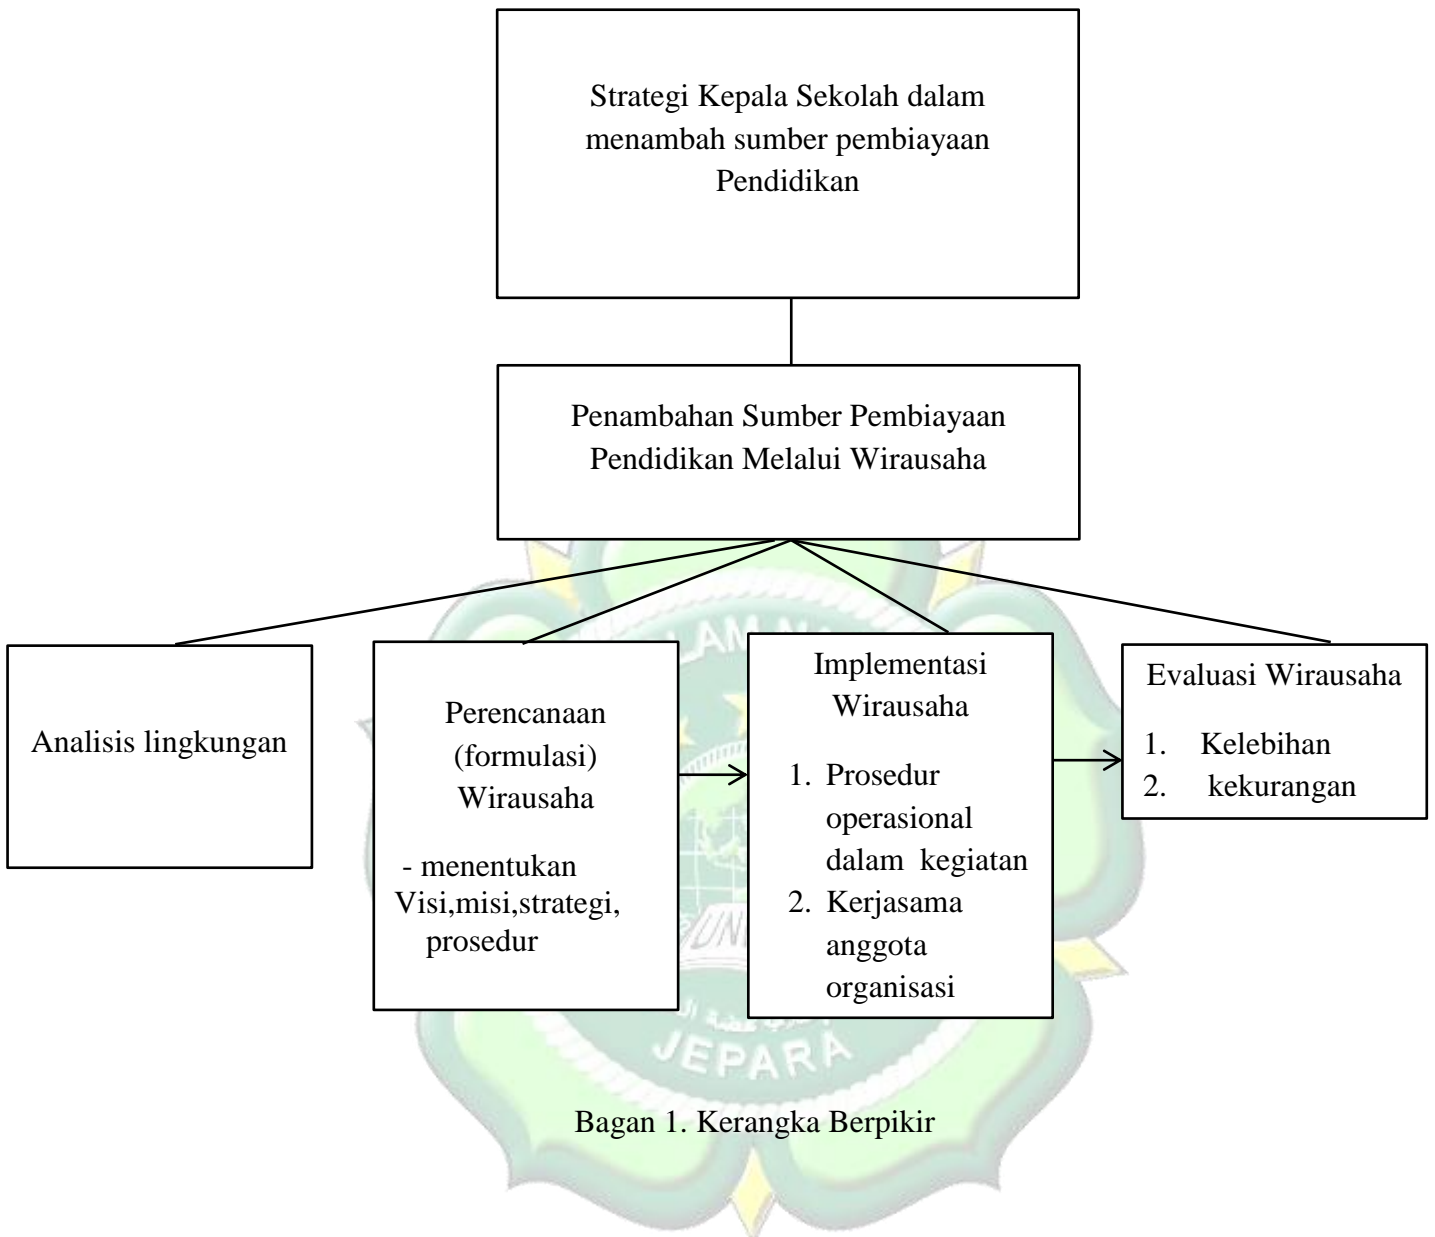 Strategi Kepala Sekolah dalam
menambah sumber pembiayaan
Pendidikan
Penambahan Sumber Pembiayaan
Pendidikan Melalui Wirausaha
Analisis lingkungan
Perencanaan
(formulasi)
Wirausaha
- menentukan
Visi,misi,strategi,
prosedur
Implementasi
Wirausaha
1. Prosedur
operasional
dalam kegiatan
2. Kerjasama
anggota
organisasi
Evaluasi Wirausaha
1. Kelebihan
2. kekurangan
JEPARA
Bagan 1. Kerangka Berpikir